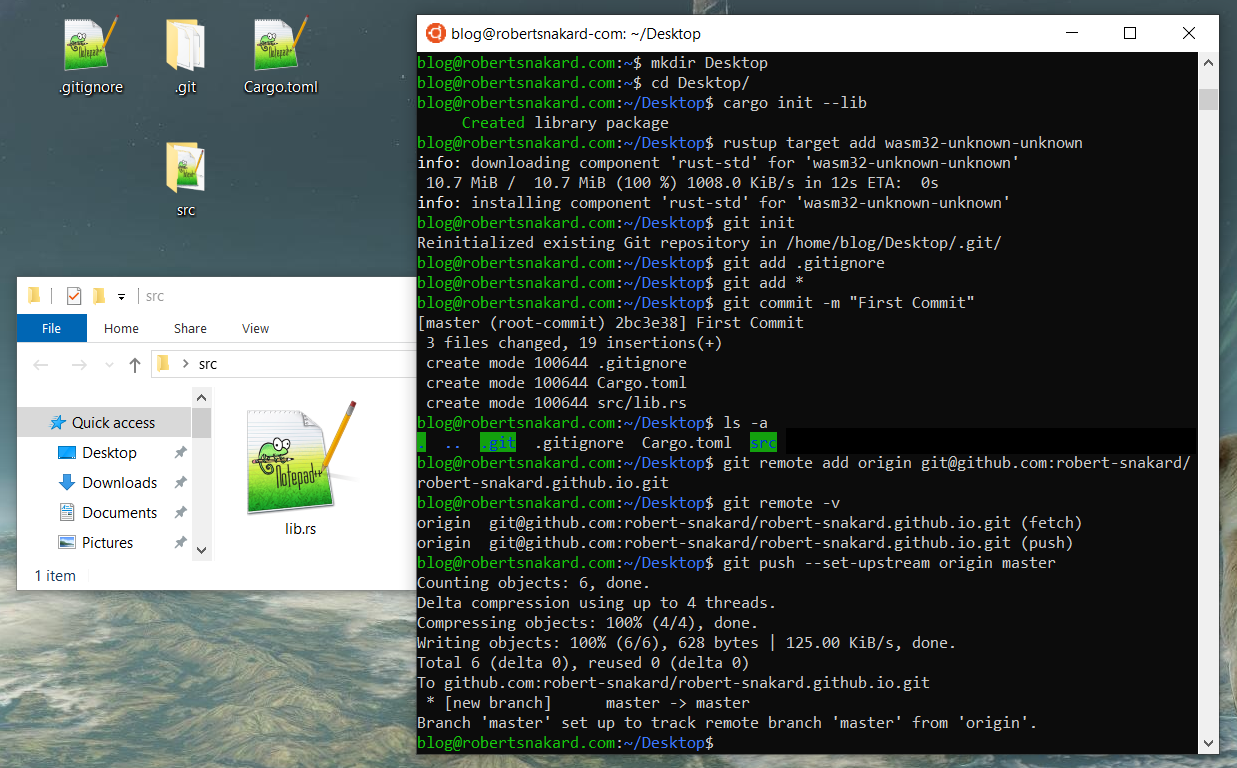 .gitignore
.git
Cargo.toml
src
src
File
Home
Share
View
src
Quick access
Desktop
Downloads
Documents
Pictures
Notepad++
lib.rs
1 item
blog@robertsnakard-com: ~/Desktop
blog@robertsnakard.com:~$ mkdir Desktop
blog@robertsnakard.com:~$ cd Desktop/
blog@robertsnakard.com:~/Desktop$ cargo init --lib
     Created library package
blog@robertsnakard.com:~/Desktop$ rustup target add wasm32-unknown-unknown
info: downloading component 'rust-std' for 'wasm32-unknown-unknown'
 10.7 MiB /  10.7 MiB (100 %) 1008.0 KiB/s in 12s ETA:  0s
info: installing component 'rust-std' for 'wasm32-unknown-unknown'
blog@robertsnakard.com:~/Desktop$ git init
Reinitialized existing Git repository in /home/blog/Desktop/.git/
blog@robertsnakard.com:~/Desktop$ git add .gitignore
blog@robertsnakard.com:~/Desktop$ git add *
blog@robertsnakard.com:~/Desktop$ git commit -m "First Commit"
[master (root-commit) 2bc3e38] First Commit
 3 files changed, 19 insertions(+)
 create mode 100644 .gitignore
 create mode 100644 Cargo.toml
 create mode 100644 src/lib.rs
blog@robertsnakard.com:~/Desktop$ ls -a
.  ..  .git  .gitignore  Cargo.toml  src
blog@robertsnakard.com:~/Desktop$ git remote add origin git@github.com:robert-snakard/
robert-snakard.github.io.git
blog@robertsnakard.com:~/Desktop$ git remote -v
origin  git@github.com:robert-snakard/robert-snakard.github.io.git (fetch)
origin  git@github.com:robert-snakard/robert-snakard.github.io.git (push)
blog@robertsnakard.com:~/Desktop$ git push --set-upstream origin master
Counting objects: 6, done.
Delta compression using up to 4 threads.
Compressing objects: 100% (4/4), done.
Writing objects: 100% (6/6), 628 bytes | 125.00 KiB/s, done.
Total 6 (delta 0), reused 0 (delta 0)
To github.com:robert-snakard/robert-snakard.github.io.git
 * [new branch]      master -> master
Branch 'master' set up to track remote branch 'master' from 'origin'.
blog@robertsnakard.com:~/Desktop$